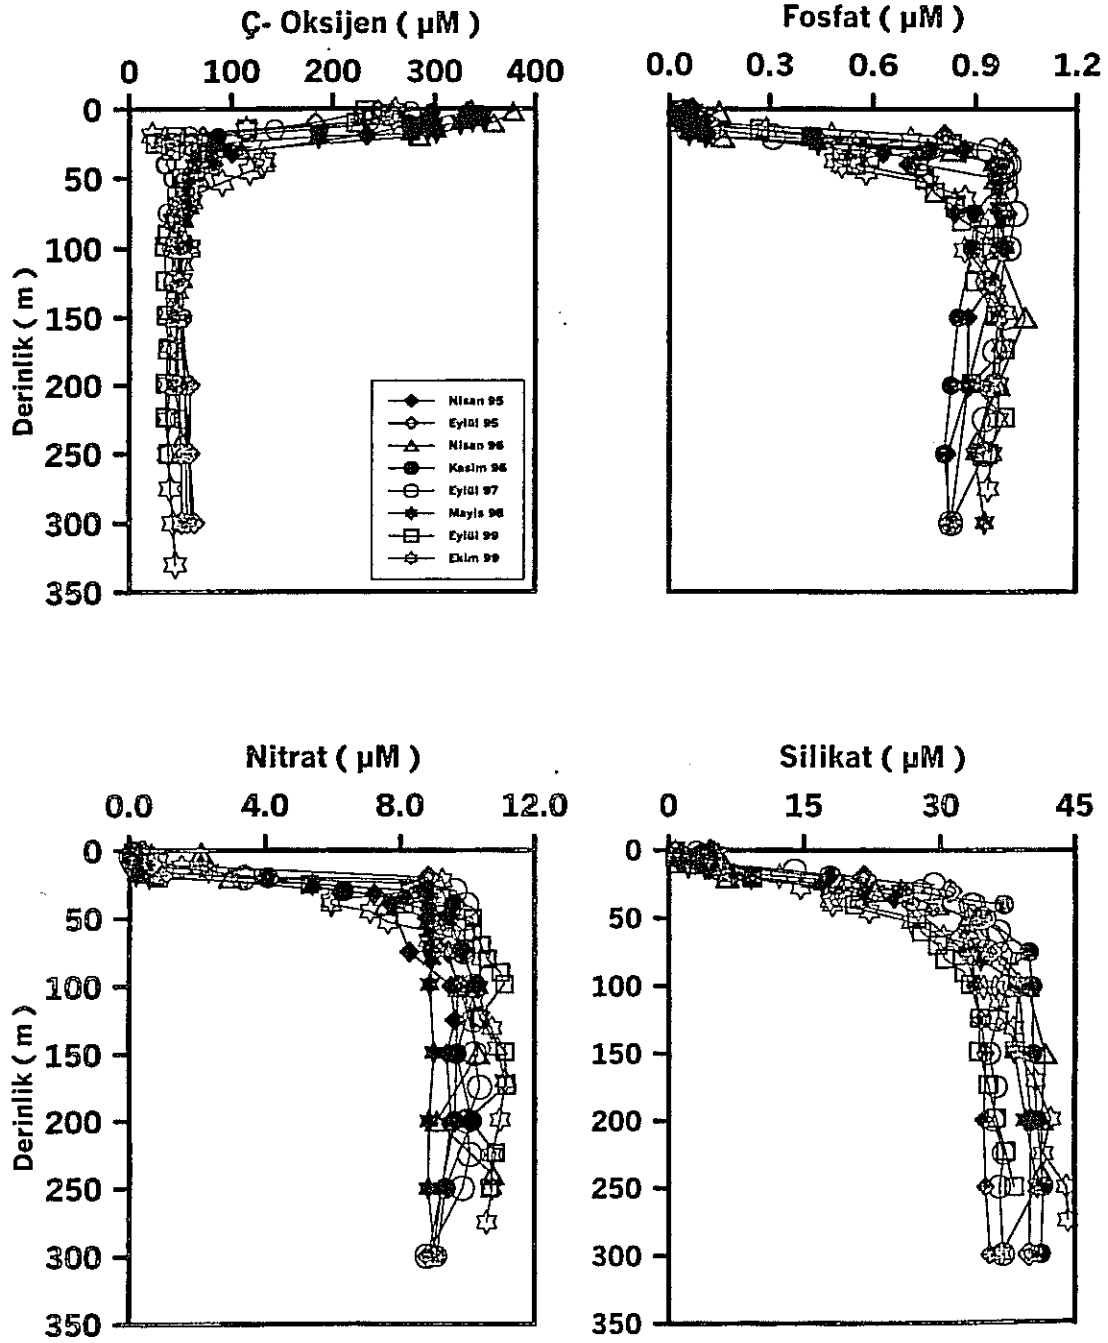 Ç- Oksijen ( µM )
0 100 200 300 400
0
50
100
150
200
250
300
350
Derinlik ( m )
Nisan 95
Eylül 95
Nisan 96
Kasim 96
Eylül 97
Mayis 98
Eylül 99
Ekim 99
Fosfat ( µM )
0.0 0.3 0.6 0.9 1.2
Nitrat ( µM )
0.0 4.0 8.0 12.0
0
50
100
150
200
250
300
350
Derinlik ( m )
Silikat ( µM )
0 15 30 45
0
50
100
150
200
250
300
350